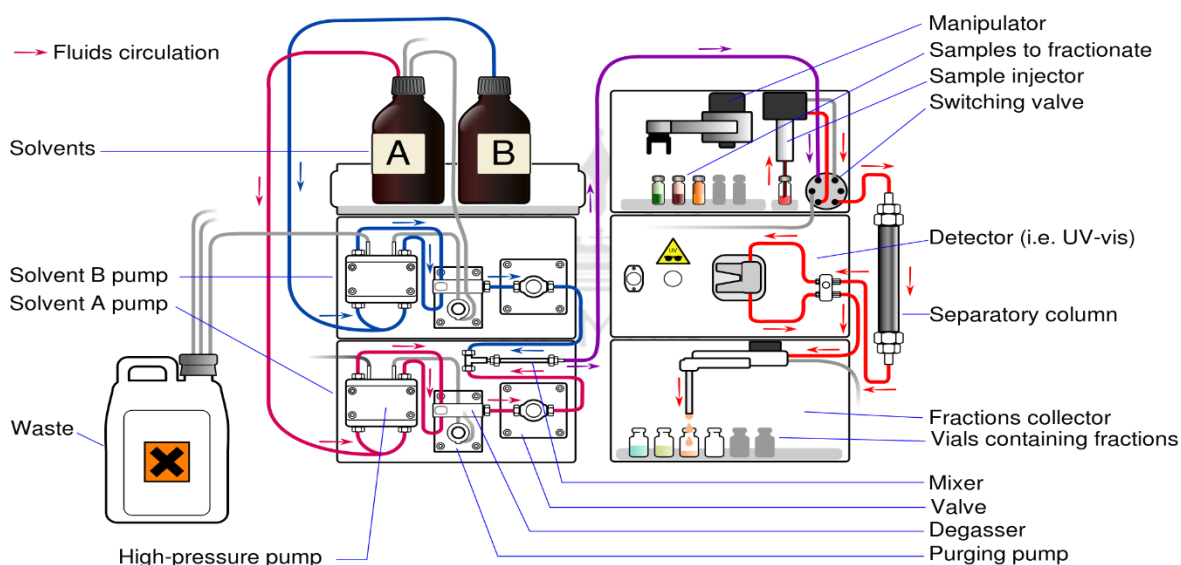 Fluids circulation
Manipulator
Samples to fractionate
Sample injector
Switching valve
Solvents
A
B
UV
Detector (i.e. UV-vis)
Solvent B pump
Solvent A pump
Separatory column
Waste
Fractions collector
Vials containing fractions
Mixer
Valve
Degasser
High-pressure pump
Purging pump